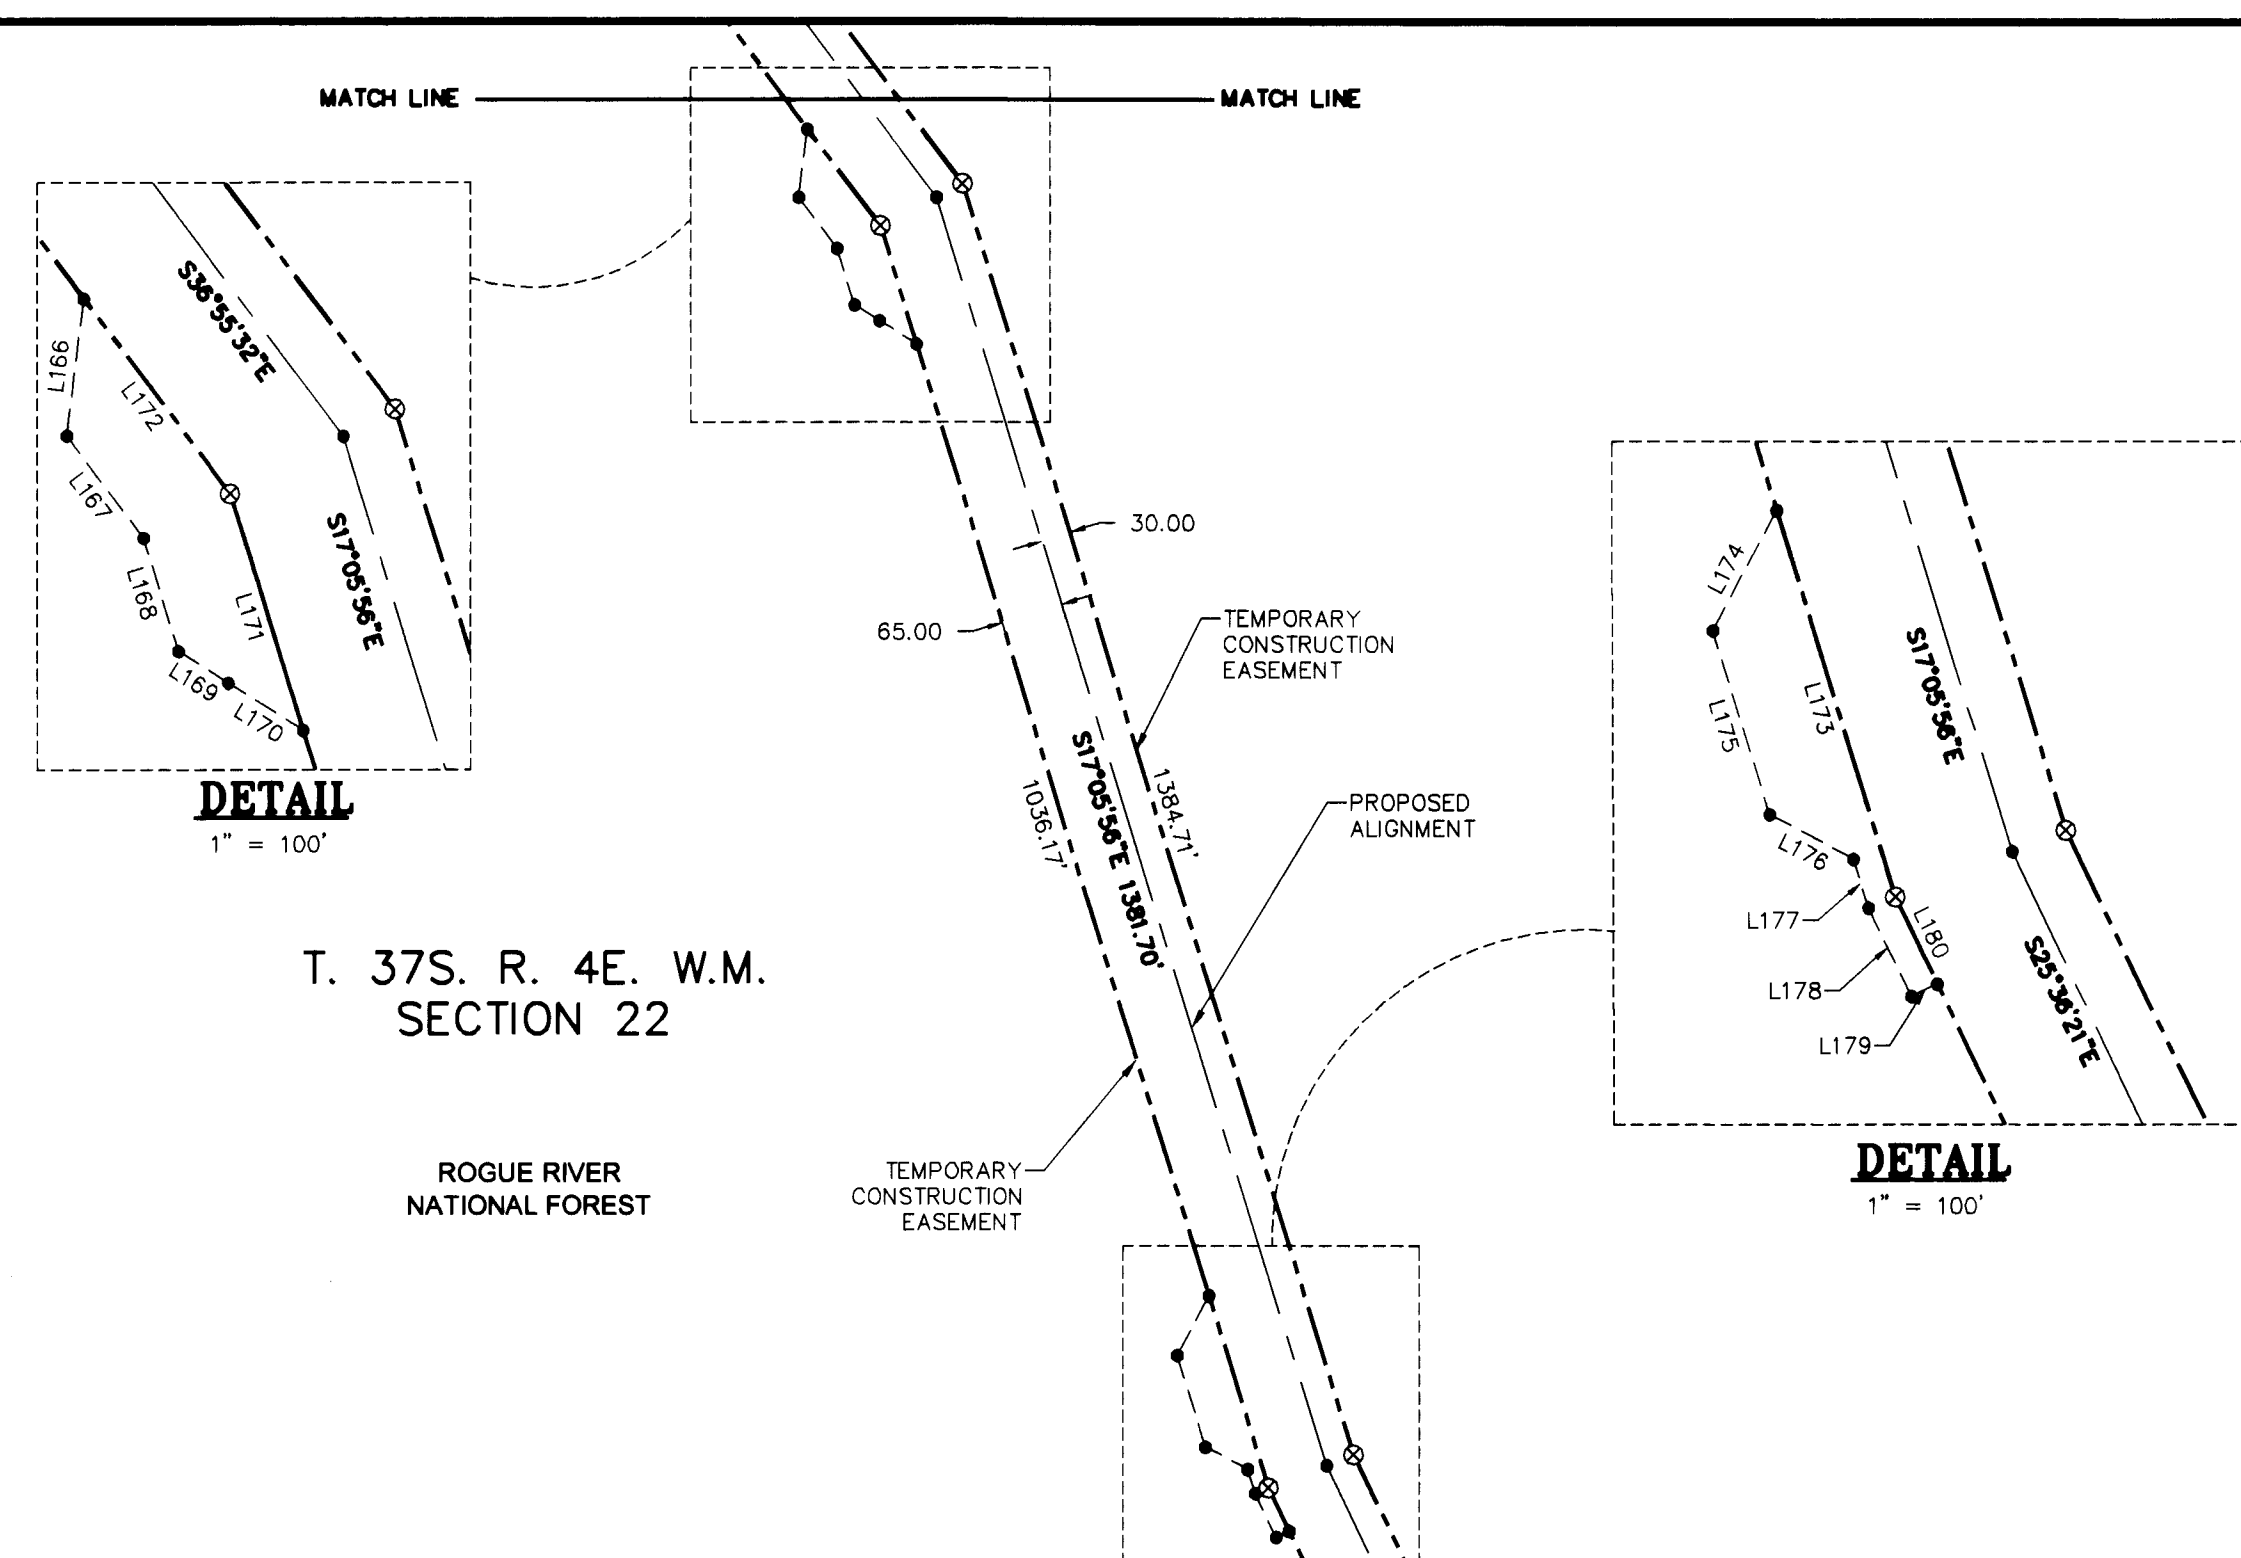 MATCH LINE
MATCH LINE
S36°55'32"E
L166
L172
L167
S17°05'56"E
L168
L171
L169
L170
DETAIL
1" = 100'
30.00
65.00
TEMPORARY
CONSTRUCTION
EASEMENT
S17°05'56"E 1381.70'
1036.17'
1384.71'
PROPOSED
ALIGNMENT
T. 37S. R. 4E. W.M.
SECTION 22
ROGUE RIVER
NATIONAL FOREST
TEMPORARY
CONSTRUCTION
EASEMENT
L174
L173
L175
S17°05'56"E
L176
L177
L180
L178
S25°36'21"E
L179
DETAIL
1" = 100'